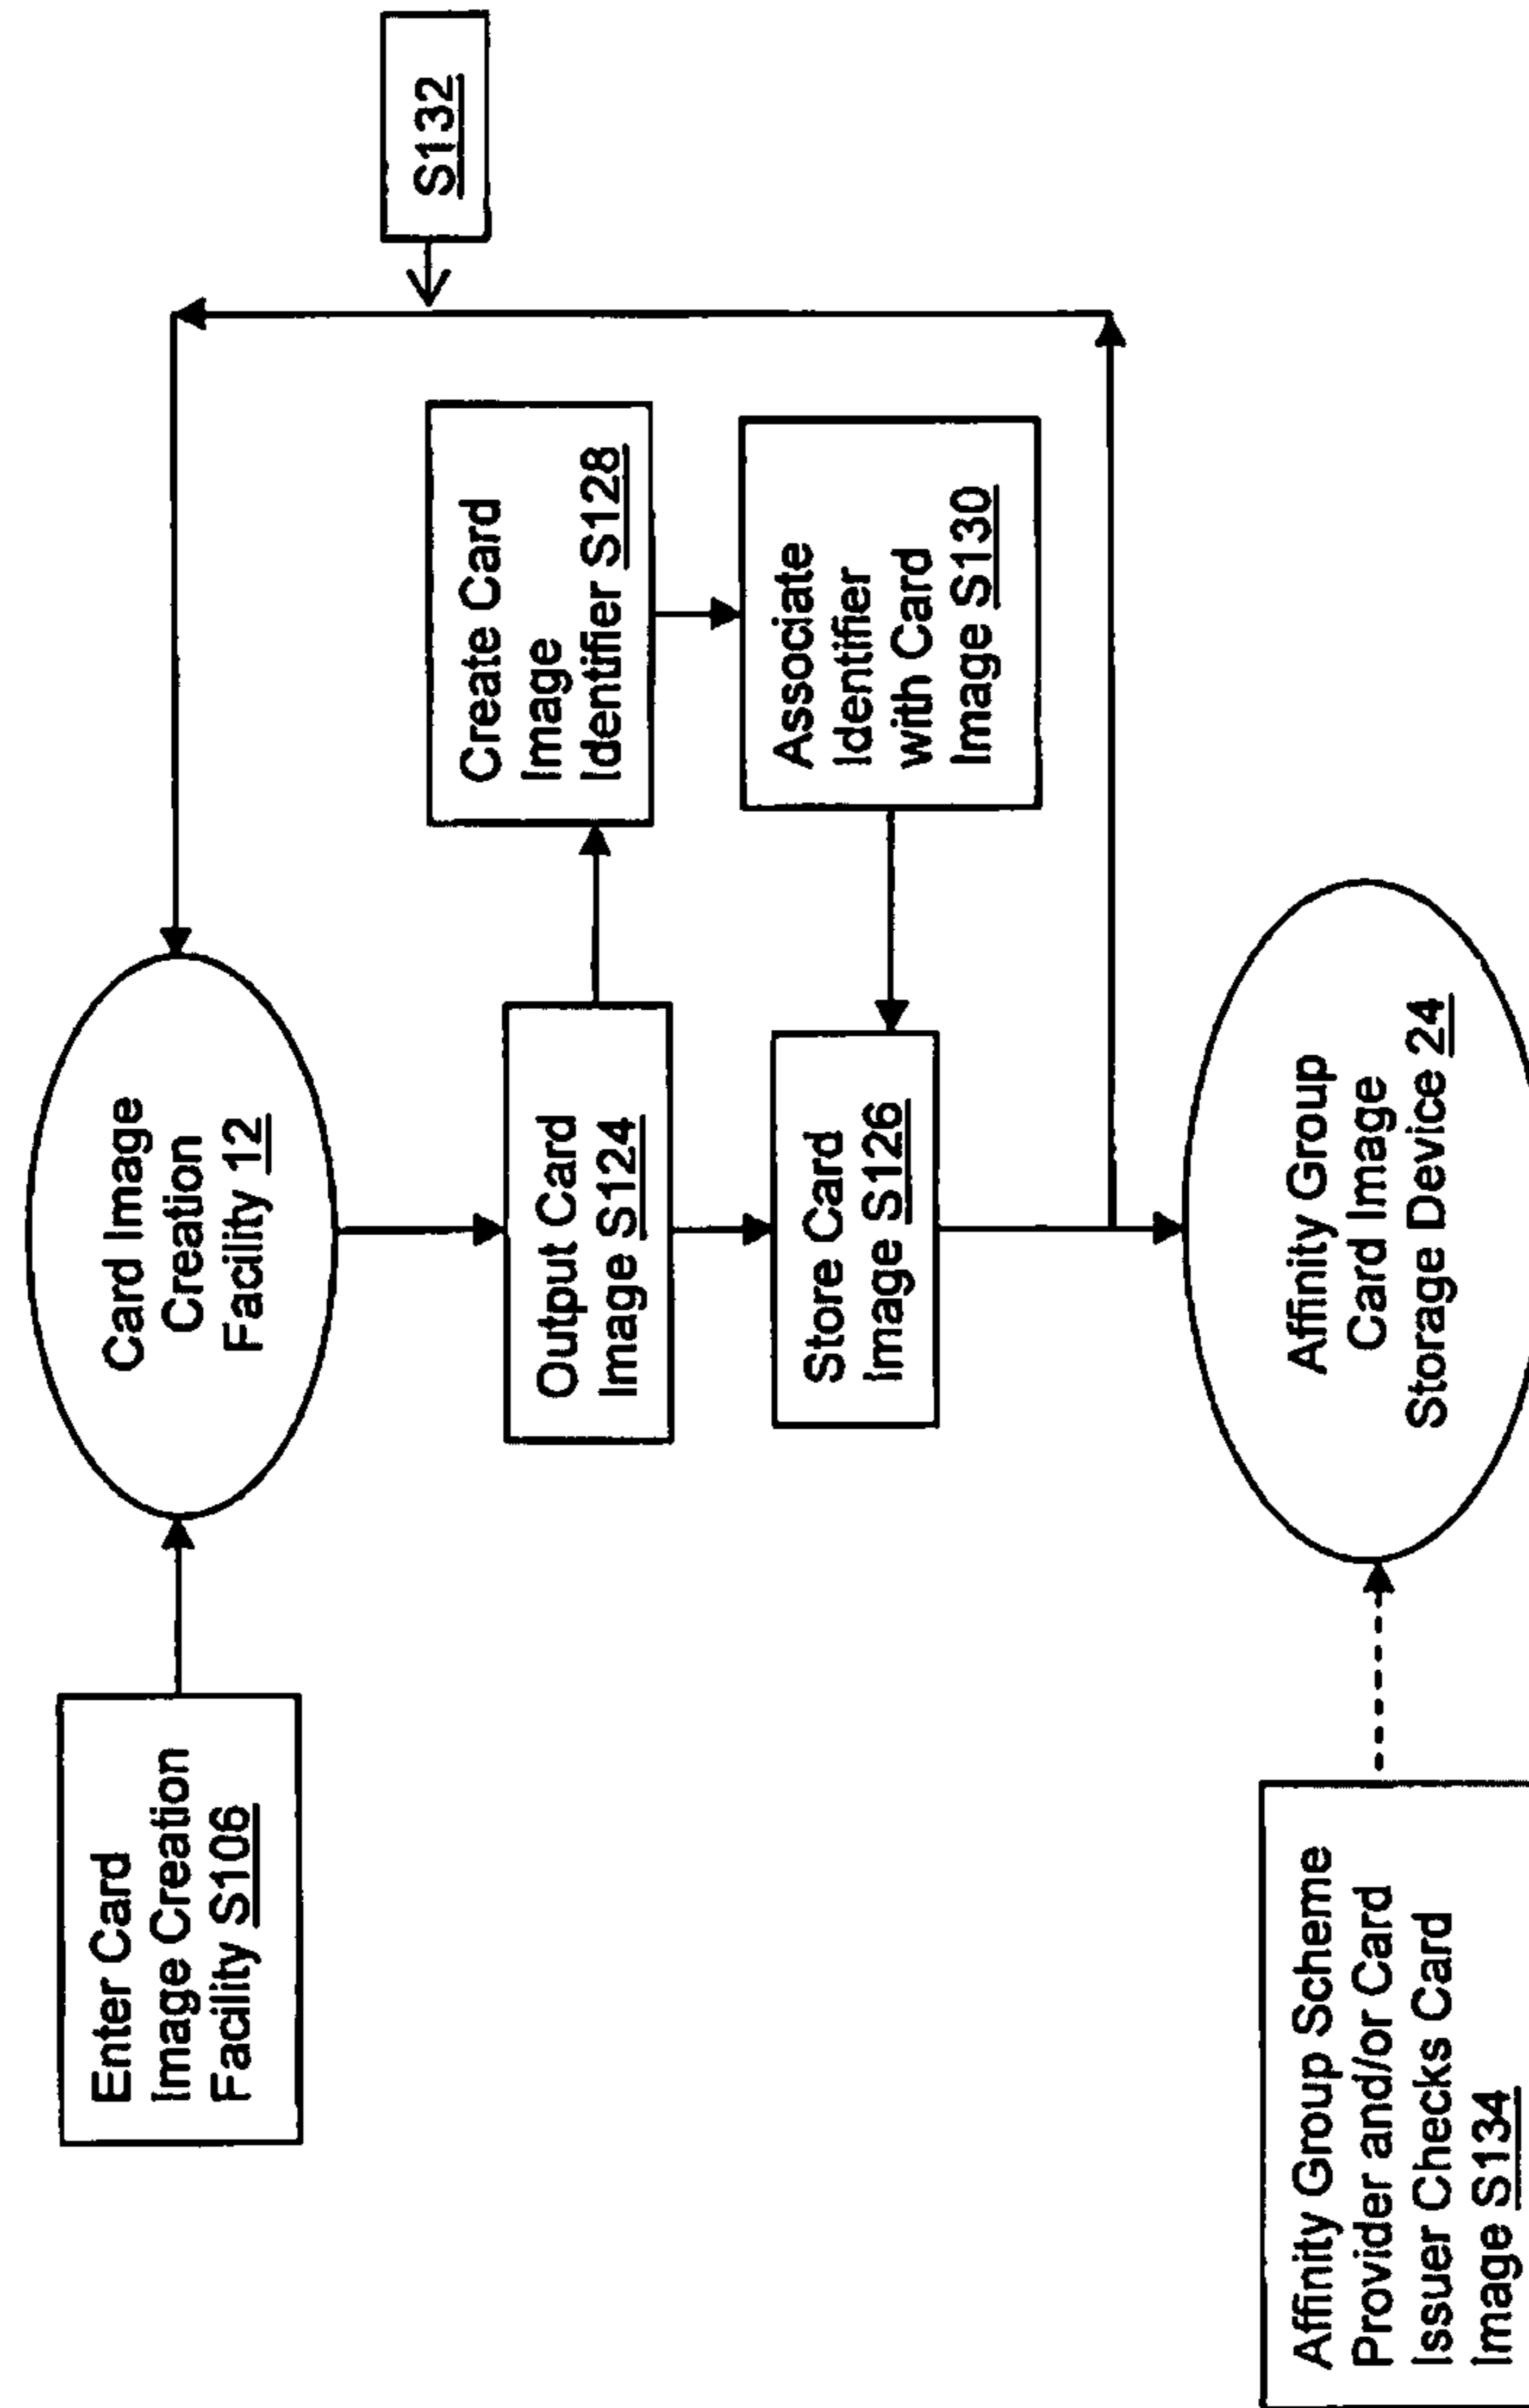 Enter Card
Image Creation
Facility S106
Card Image
Creation
Facility 12
S132
Output Card
Image S124
Create Card
Image
Identifier S128
Store Card
Image S126
Associate
Identifier
with Card
Image S130
Affinity Group Scheme
Provider and/or Card
Issuer Checks Card
Image S134
Affinity Group
Card Image
Storage Device 24